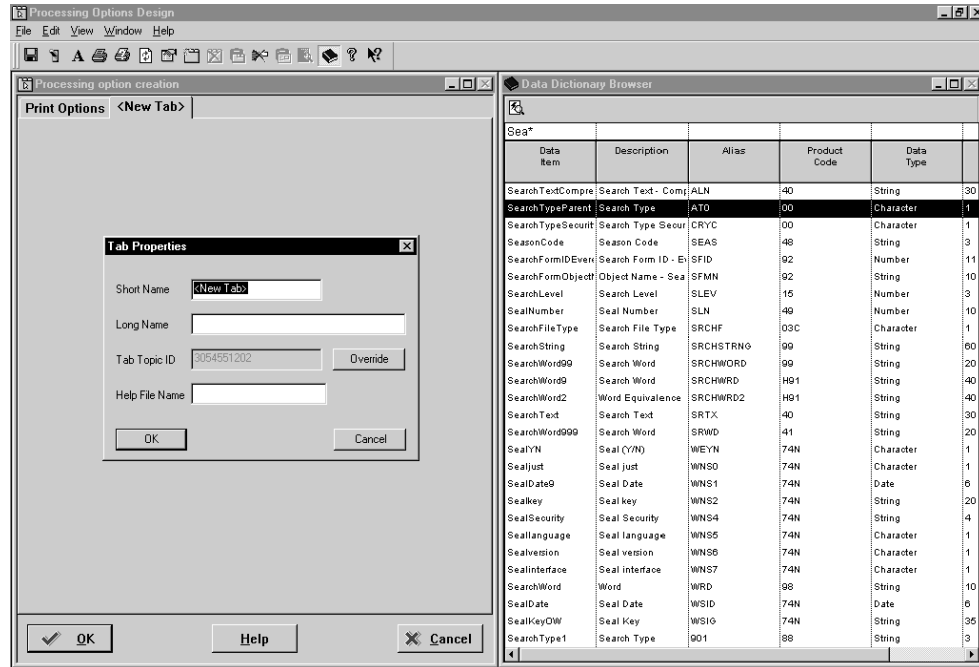 Processing Options Design
File Edit View Window Help
Processing option creation
Print Options <New Tab>
Tab Properties
Short Name <New Tab>
Long Name
Tab Topic ID 3054551202 Override
Help File Name
OK Cancel
OK Help Cancel
Data Dictionary Browser
Sea*
Data Item Description Alias Product Code Data Type
SearchTextCompre Search Text - Comp ALN 40 String 30
SearchTypeParent Search Type AT0 00 Character 1
SearchTypeSecurit Search Type Secur CRYC 00 Character 1
SeasonCode Season Code SEAS 48 String 3
SearchFormIDEvere Search Form ID - Ev SFID 92 Number 11
SearchFormObject Object Name - Sea SFMN 92 String 10
SearchLevel Search Level SLEV 15 Number 3
SealNumber Seal Number SLN 49 Number 10
SearchFileType Search File Type SRCHF 03C Character 1
SearchString Search String SRCHSTRNG 99 String 60
SearchWord99 Search Word SRCHWORD 99 String 20
SearchWord9 Search Word SRCHWRD H91 String 40
SearchWord2 Word Equivalence SRCHWRD2 H91 String 40
SearchText Search Text SRTX 40 String 30
SearchWord999 Search Word SRWD 41 String 20
SealYN Seal (Y/N) WEYN 74N Character 1
Sealjust Seal just WNS0 74N Character 1
SealDate9 Seal Date WNS1 74N Date 6
Sealkey Seal key WNS2 74N String 20
SealSecurity Seal Security WNS4 74N String 4
Seallanguage Seal language WNS5 74N Character 1
Sealversion Seal version WNS6 74N Character 1
Sealinterface Seal interface WNS7 74N Character 1
SearchWord Word WRD 98 String 10
SealDate Seal Date WSID 74N Date 6
SealKeyOW Seal Key WSIG 74N String 35
SearchType1 Search Type 901 88 String 3